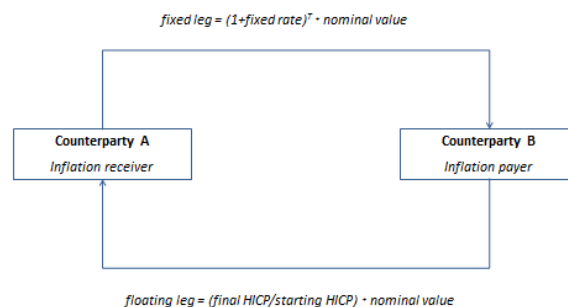 fixed leg = (1+fixed rate)ᵀ * nominal value
Counterparty A
Inflation receiver
Counterparty B
Inflation payer
floating leg = (final HICP/starting HICP) * nominal value